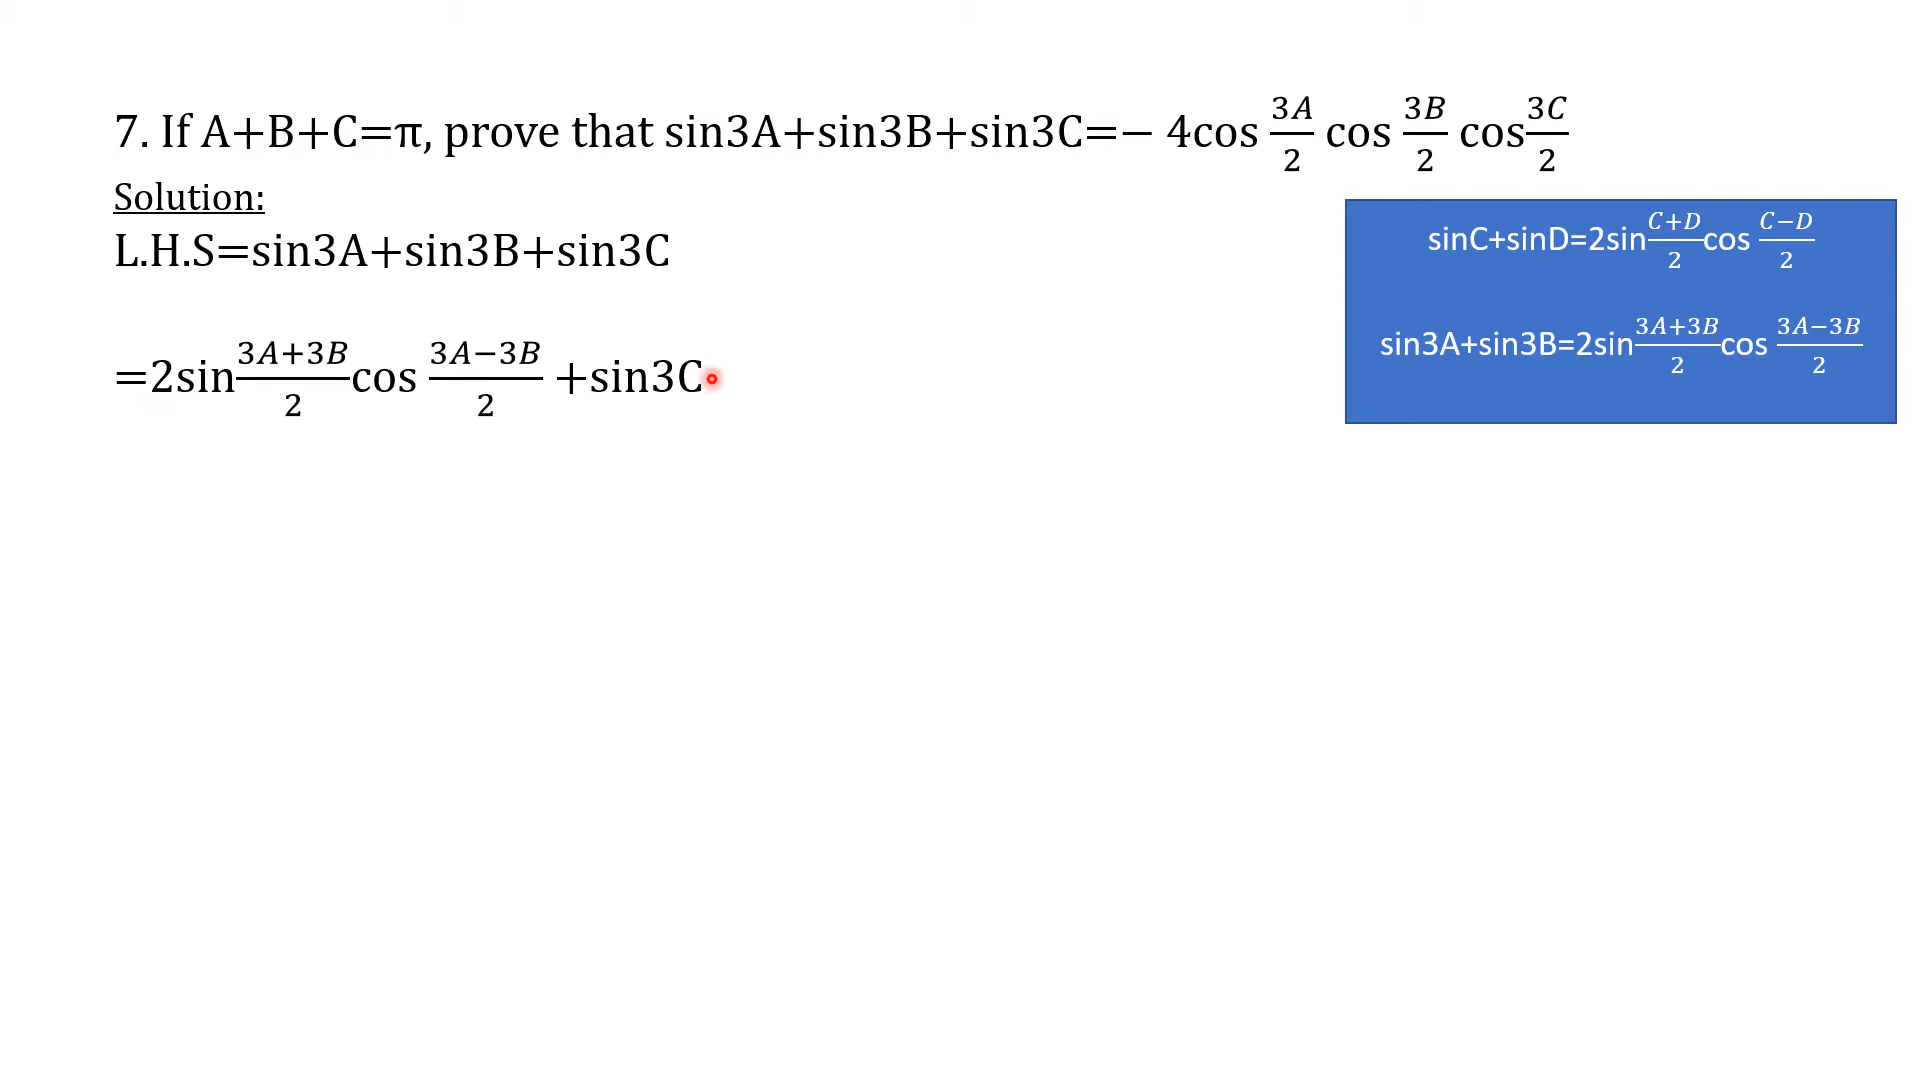 7. If A+B+C=π, prove that sin3A+sin3B+sin3C=− 4cos 3A/2 cos 3B/2 cos3C/2
Solution:
L.H.S=sin3A+sin3B+sin3C
=2sin(3A+3B)/2 cos (3A−3B)/2 +sin3C
sinC+sinD=2sin(C+D)/2 cos (C−D)/2
sin3A+sin3B=2sin(3A+3B)/2 cos (3A−3B)/2